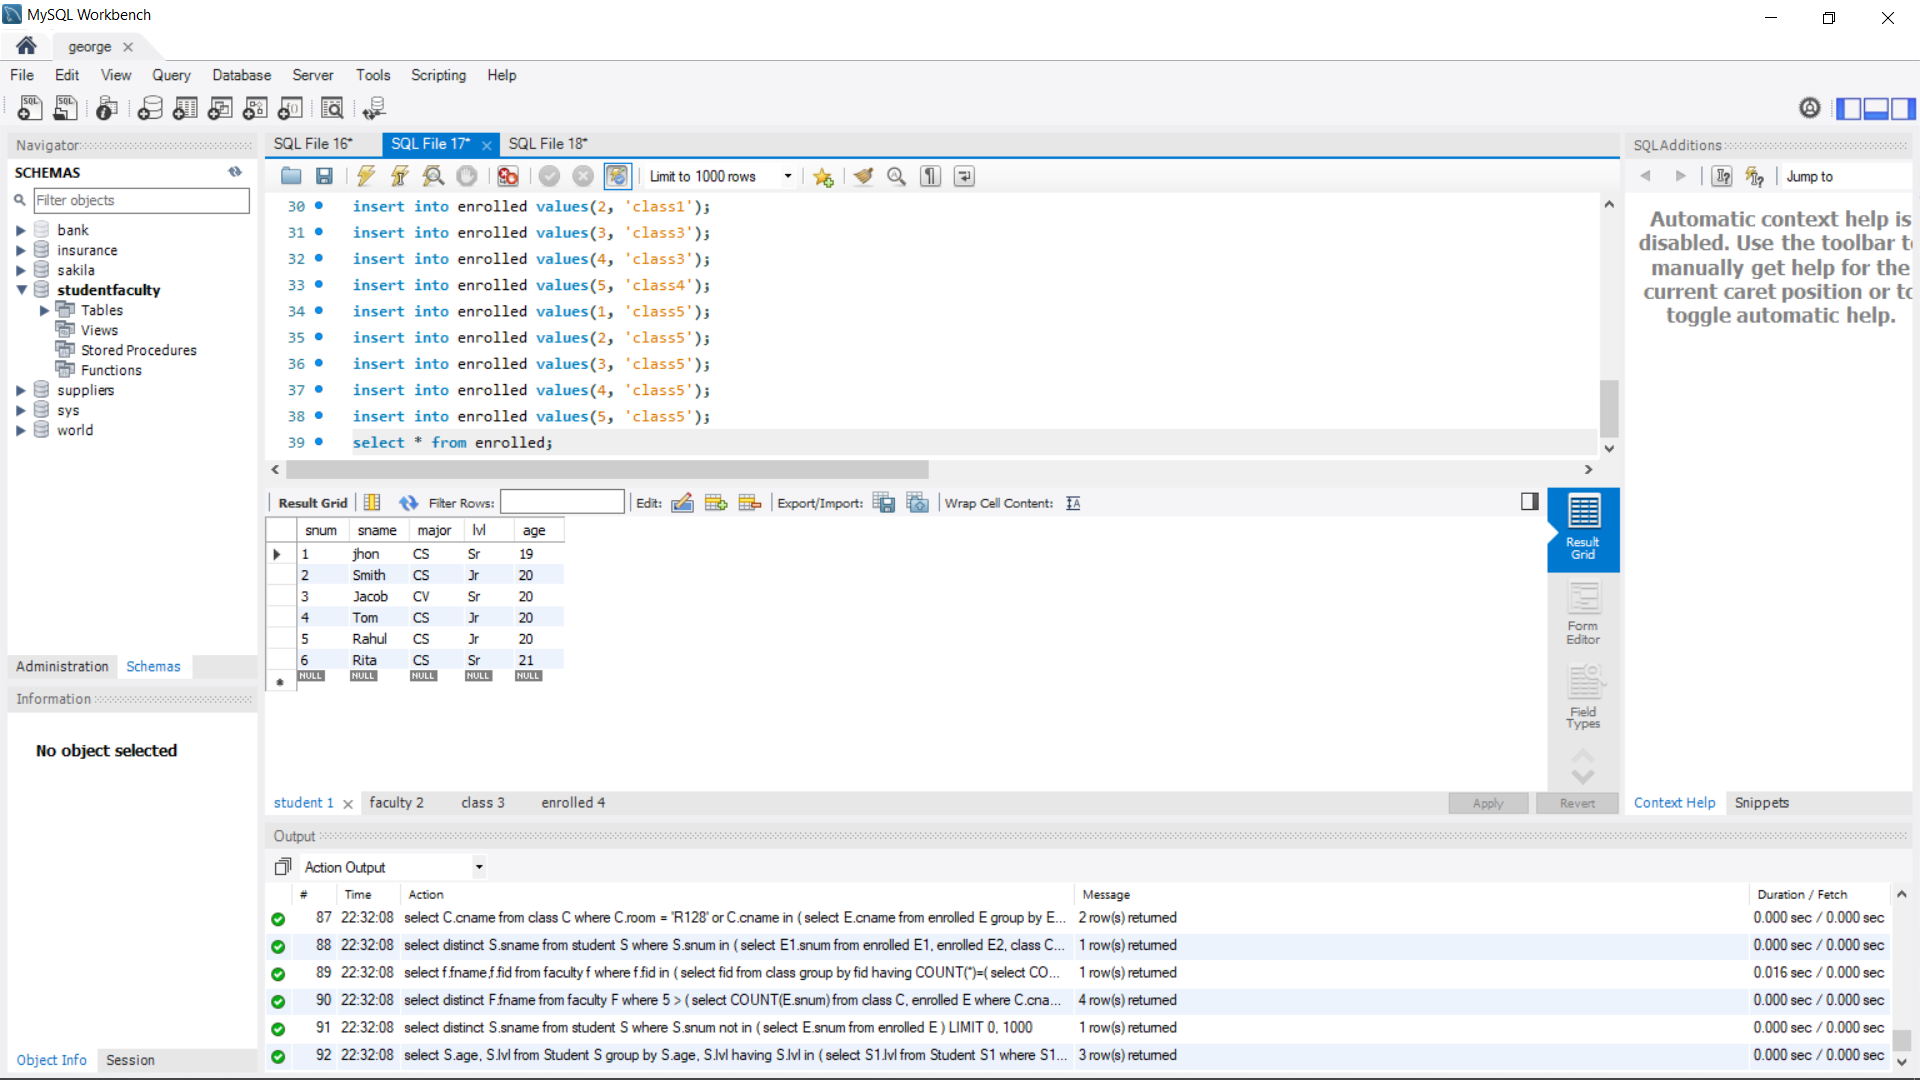 MySQL Workbench
george
File Edit View Query Database Server Tools Scripting Help
Navigator
SCHEMAS
Filter objects
bank
insurance
sakila
studentfaculty
Tables
Views
Stored Procedures
Functions
suppliers
sys
world
Administration Schemas
Information
No object selected
Object Info Session
SQL File 16* SQL File 17* SQL File 18*
Limit to 1000 rows
30 insert into enrolled values(2, 'class1');
31 insert into enrolled values(3, 'class3');
32 insert into enrolled values(4, 'class3');
33 insert into enrolled values(5, 'class4');
34 insert into enrolled values(1, 'class5');
35 insert into enrolled values(2, 'class5');
36 insert into enrolled values(3, 'class5');
37 insert into enrolled values(4, 'class5');
38 insert into enrolled values(5, 'class5');
39 select * from enrolled;
Result Grid Filter Rows: Edit: Export/Import: Wrap Cell Content:
snum sname major lvl age
1 jhon CS Sr 19
2 Smith CS Jr 20
3 Jacob CV Sr 20
4 Tom CS Jr 20
5 Rahul CS Jr 20
6 Rita CS Sr 21
NULL NULL NULL NULL NULL
Result
Grid
Form
Editor
Field
Types
student 1 faculty 2 class 3 enrolled 4 Apply Revert
SQLAdditions
Jump to
Automatic context help is
disabled. Use the toolbar t
manually get help for the
current caret position or to
toggle automatic help.
Context Help Snippets
Output
Action Output
# Time Action Message Duration / Fetch
87 22:32:08 select C.cname from class C where C.room = 'R128' or C.cname in ( select E.cname from enrolled E group by E... 2 row(s) returned 0.000 sec / 0.000 sec
88 22:32:08 select distinct S.sname from student S where S.snum in ( select E1.snum from enrolled E1, enrolled E2, class C... 1 row(s) returned 0.000 sec / 0.000 sec
89 22:32:08 select f.fname,f.fid from faculty f where f.fid in ( select fid from class group by fid having COUNT(*)=( select CO... 1 row(s) returned 0.016 sec / 0.000 sec
90 22:32:08 select distinct F.fname from faculty F where 5 > ( select COUNT(E.snum) from class C, enrolled E where C.cna... 4 row(s) returned 0.000 sec / 0.000 sec
91 22:32:08 select distinct S.sname from student S where S.snum not in ( select E.snum from enrolled E ) LIMIT 0, 1000 1 row(s) returned 0.000 sec / 0.000 sec
92 22:32:08 select S.age, S.lvl from Student S group by S.age, S.lvl having S.lvl in ( select S1.lvl from Student S1 where S1... 3 row(s) returned 0.000 sec / 0.000 sec